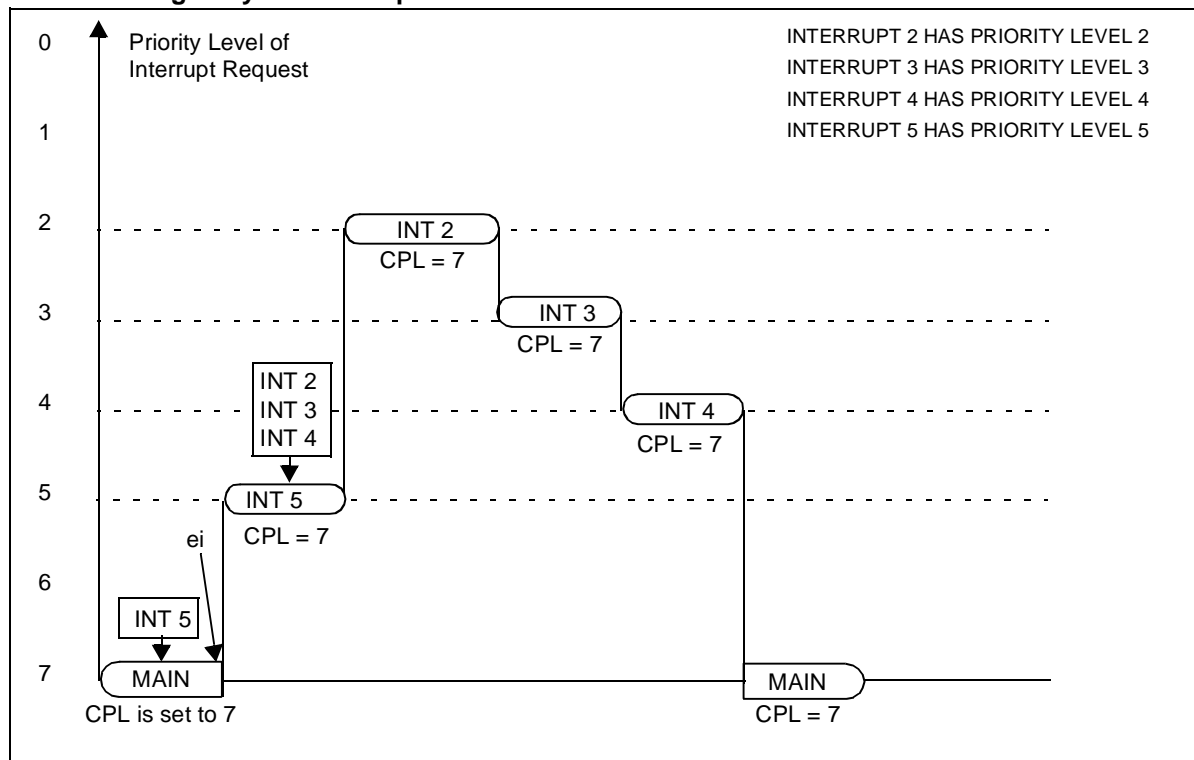 0
Priority Level of
Interrupt Request
INTERRUPT 2 HAS PRIORITY LEVEL 2
INTERRUPT 3 HAS PRIORITY LEVEL 3
INTERRUPT 4 HAS PRIORITY LEVEL 4
INTERRUPT 5 HAS PRIORITY LEVEL 5
1
2
INT 2
CPL = 7
3
INT 3
CPL = 7
INT 2
INT 3
INT 4
4
INT 4
CPL = 7
5
INT 5
CPL = 7
ei
6
INT 5
7
MAIN
CPL is set to 7
MAIN
CPL = 7